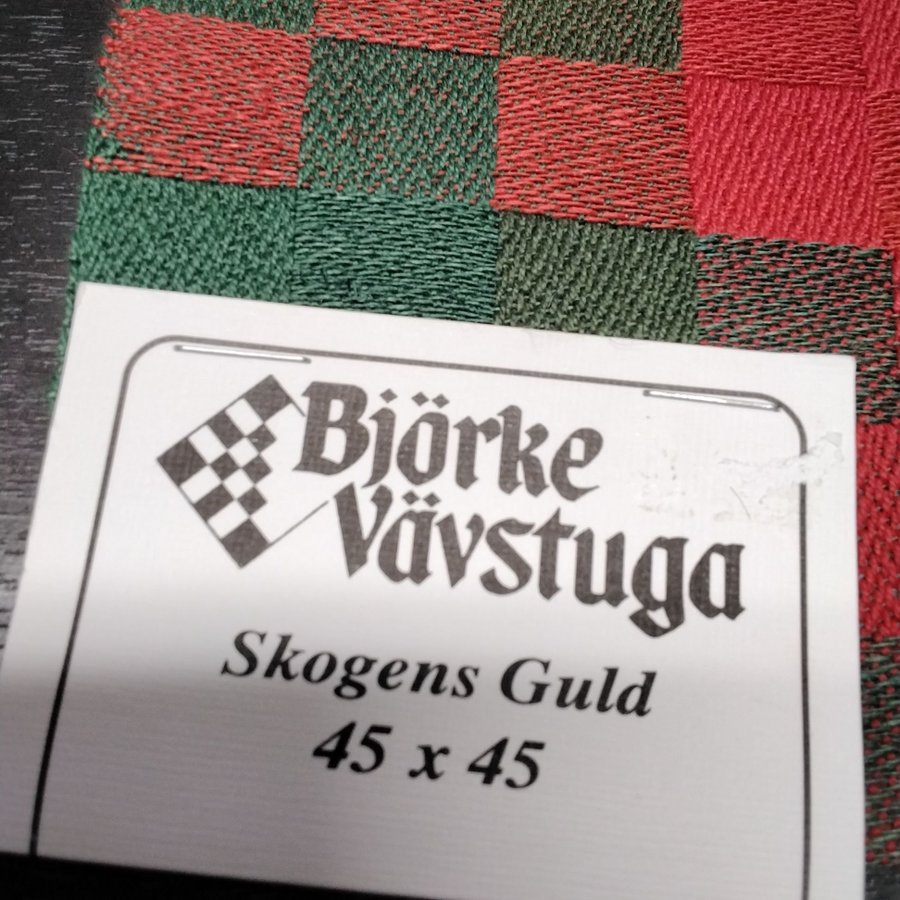 Björke
Vävstuga
Skogens Guld
45 x 45